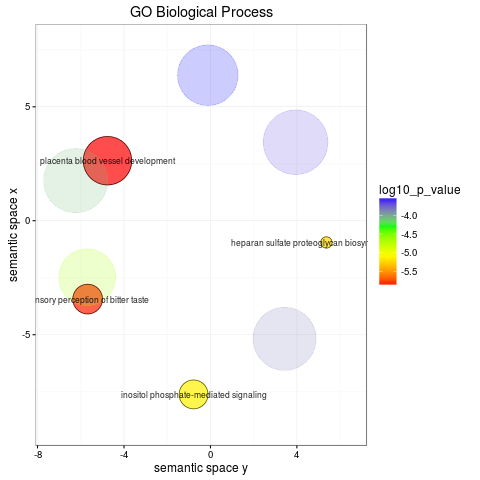 GO Biological Process
placenta blood vessel development
heparan sulfate proteoglycan biosyr
nsory perception of bitter taste
inositol phosphate-mediated signaling
5
0
-5
-8
-4
0
4
semantic space x
semantic space y
log10_p_value
-4.0
-4.5
-5.0
-5.5